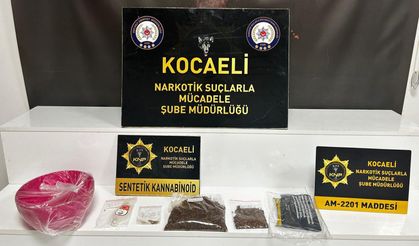 KOCAELİ
NARKOTİK SUÇLARLA
MÜCADELE
ŞUBE MÜDÜRLÜĞÜ
KOCAELİ
NARKOTİK SUÇLARLA
MÜCADELE
ŞUBE MÜDÜRLÜĞÜ
SENTETİK KANNABİNOİD
KOCAELİ
NARKOTİK SUÇLARLA
MÜCADELE
ŞUBE MÜDÜRLÜĞÜ
AM-2201 MADDESİ